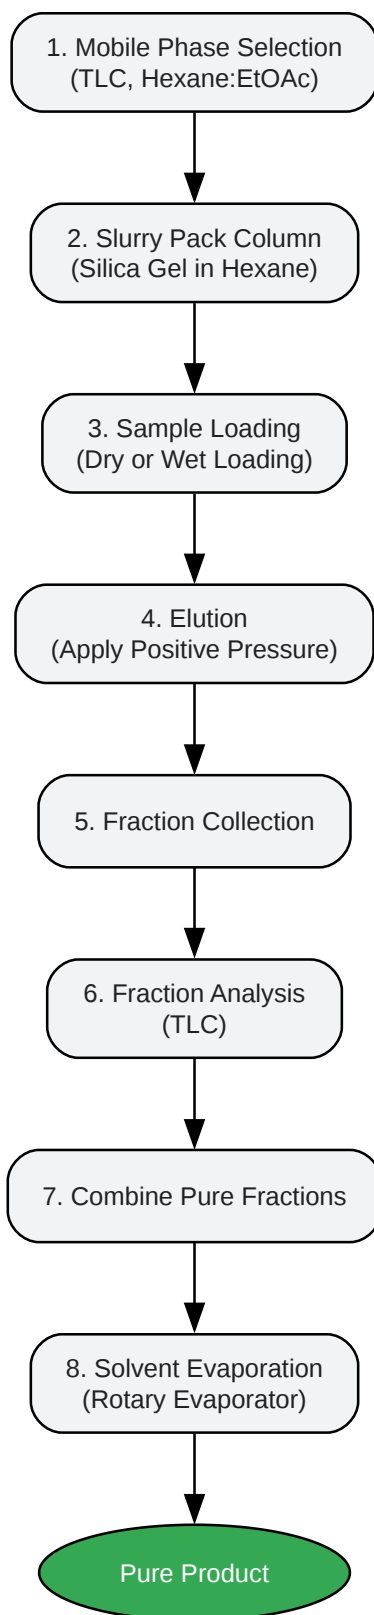 1. Mobile Phase Selection
(TLC, Hexane:EtOAc)
2. Slurry Pack Column
(Silica Gel in Hexane)
3. Sample Loading
(Dry or Wet Loading)
4. Elution
(Apply Positive Pressure)
5. Fraction Collection
6. Fraction Analysis
(TLC)
7. Combine Pure Fractions
8. Solvent Evaporation
(Rotary Evaporator)
Pure Product